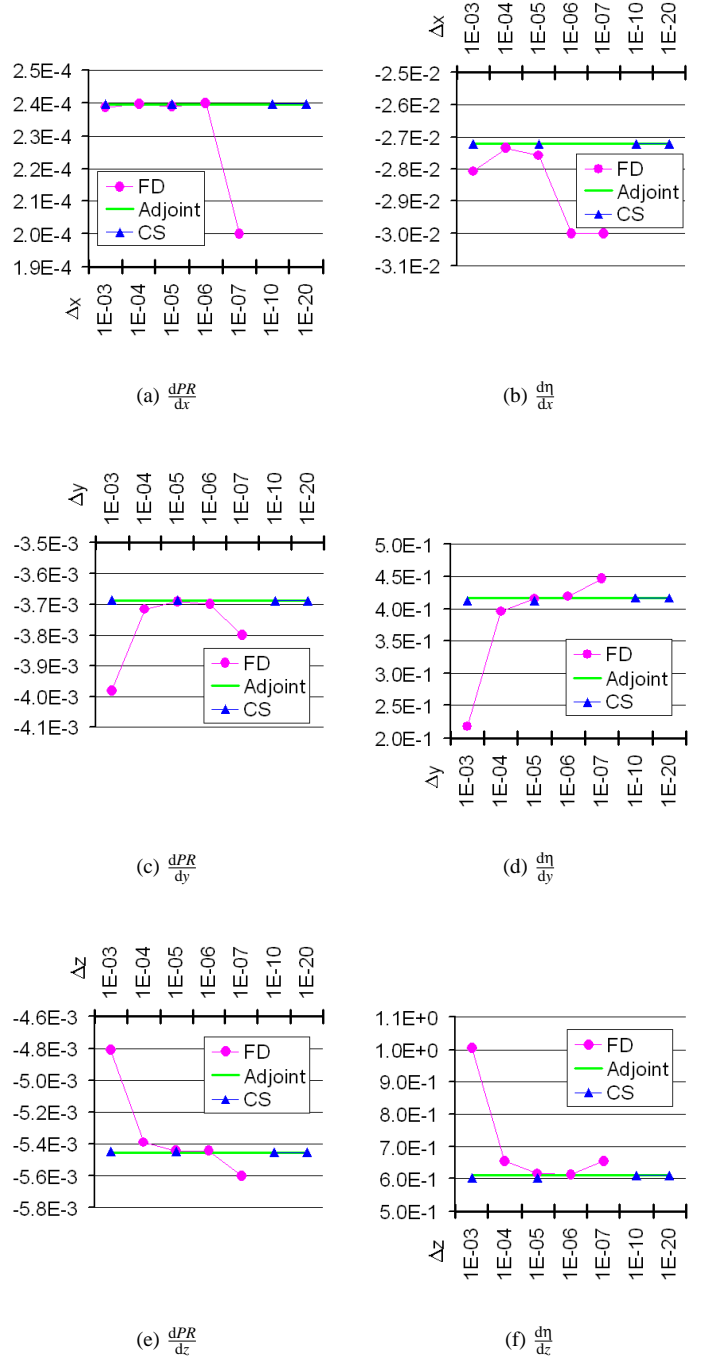 Δx
1E-03 1E-04 1E-05 1E-06 1E-07 1E-10 1E-20
2.5E-4
2.4E-4
2.3E-4
2.2E-4
2.1E-4
2.0E-4
1.9E-4
FD
Adjoint
CS
(a) dPR/dx
Δx
1E-03 1E-04 1E-05 1E-06 1E-07 1E-10 1E-20
-2.5E-2
-2.6E-2
-2.7E-2
-2.8E-2
-2.9E-2
-3.0E-2
-3.1E-2
FD
Adjoint
CS
(b) dη/dx
Δy
1E-03 1E-04 1E-05 1E-06 1E-07 1E-10 1E-20
-3.5E-3
-3.6E-3
-3.7E-3
-3.8E-3
-3.9E-3
-4.0E-3
-4.1E-3
FD
Adjoint
CS
(c) dPR/dy
5.0E-1
4.5E-1
4.0E-1
3.5E-1
3.0E-1
2.5E-1
2.0E-1
FD
Adjoint
CS
Δy
1E-03 1E-04 1E-05 1E-06 1E-07 1E-10 1E-20
(d) dη/dy
Δz
1E-03 1E-04 1E-05 1E-06 1E-07 1E-10 1E-20
-4.6E-3
-4.8E-3
-5.0E-3
-5.2E-3
-5.4E-3
-5.6E-3
-5.8E-3
FD
Adjoint
CS
(e) dPR/dz
1.1E+0
1.0E+0
9.0E-1
8.0E-1
7.0E-1
6.0E-1
5.0E-1
FD
Adjoint
CS
Δz
1E-03 1E-04 1E-05 1E-06 1E-07 1E-10 1E-20
(f) dη/dz